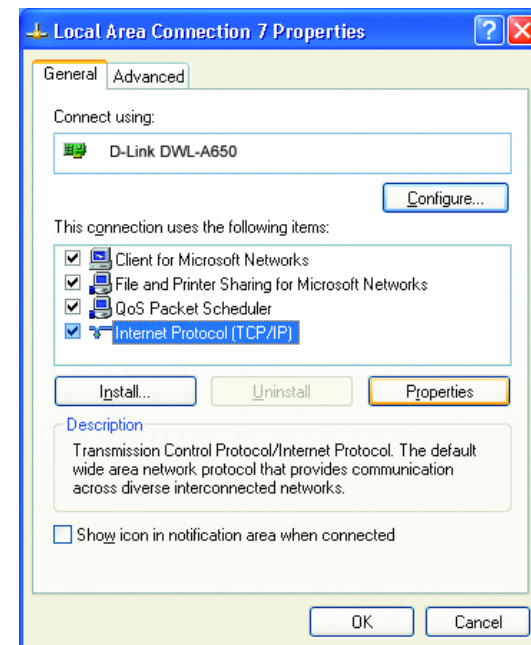 Local Area Connection 7 Properties
General Advanced
Connect using:
D-Link DWL-A650
Configure...
This connection uses the following items:
Client for Microsoft Networks
File and Printer Sharing for Microsoft Networks
QoS Packet Scheduler
Internet Protocol (TCP/IP)
Install... Uninstall Properties
Description
Transmission Control Protocol/Internet Protocol. The default
wide area network protocol that provides communication
across diverse interconnected networks.
Show icon in notification area when connected
OK Cancel